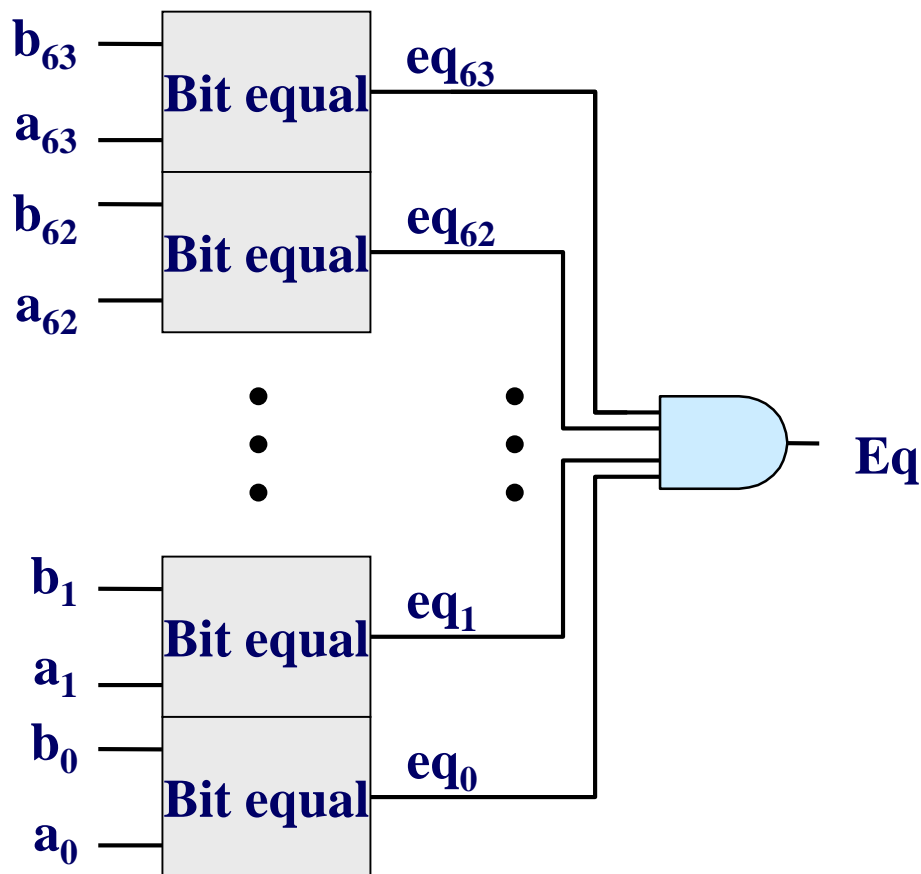 b63
Bit equal
eq63
a63
b62
Bit equal
eq62
a62
Eq
b1
Bit equal
eq1
a1
b0
Bit equal
eq0
a0